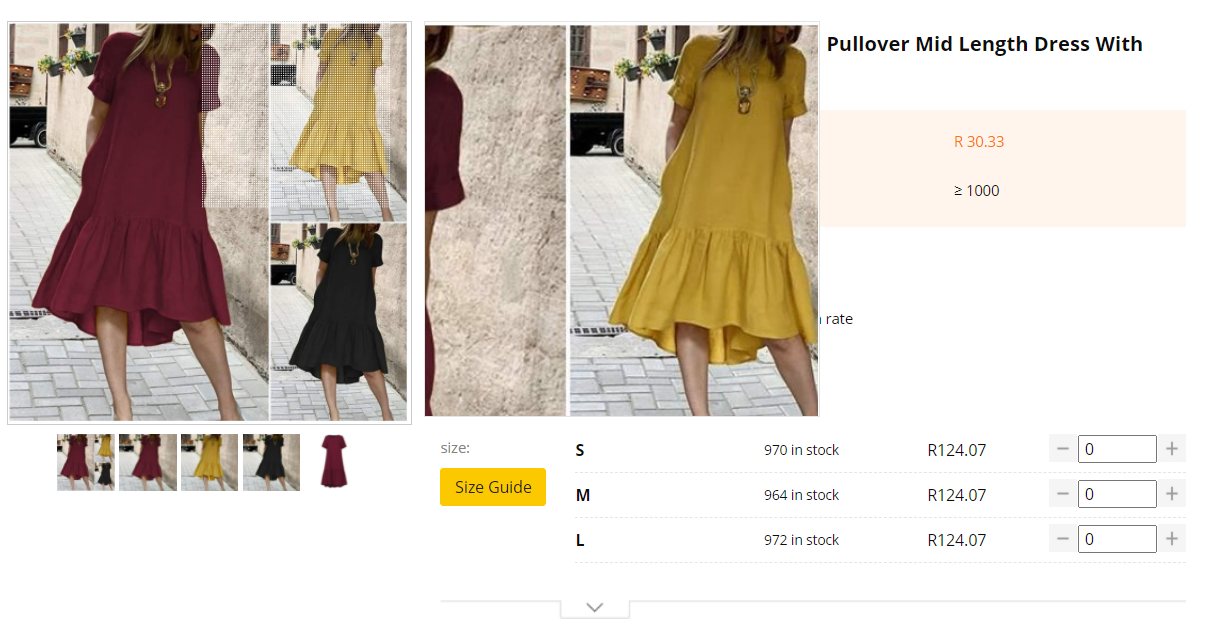 Pullover Mid Length Dress With
R 30.33
≥ 1000
rate
size:
Size Guide
S 970 in stock R124.07 − 0 +
M 964 in stock R124.07 − 0 +
L 972 in stock R124.07 − 0 +